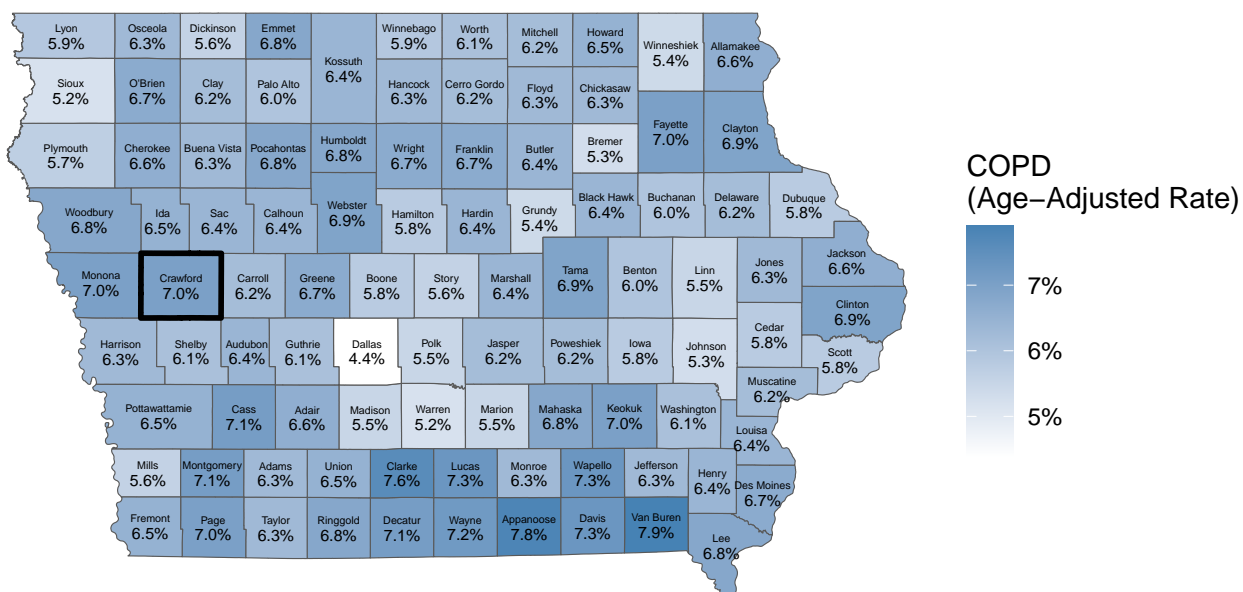 Lyon
5.9%
Osceola
6.3%
Dickinson
5.6%
Emmet
6.8%
Kossuth
6.4%
Winnebago
5.9%
Worth
6.1%
Mitchell
6.2%
Howard
6.5%
Winneshiek
5.4%
Allamakee
6.6%
Sioux
5.2%
O'Brien
6.7%
Clay
6.2%
Palo Alto
6.0%
Hancock
6.3%
Cerro Gordo
6.2%
Floyd
6.3%
Chickasaw
6.3%
Fayette
7.0%
Clayton
6.9%
Plymouth
5.7%
Cherokee
6.6%
Buena Vista
6.3%
Pocahontas
6.8%
Humboldt
6.8%
Wright
6.7%
Franklin
6.7%
Butler
6.4%
Bremer
5.3%
Woodbury
6.8%
Ida
6.5%
Sac
6.4%
Calhoun
6.4%
Webster
6.9%
Hamilton
5.8%
Hardin
6.4%
Grundy
5.4%
Black Hawk
6.4%
Buchanan
6.0%
Delaware
6.2%
Dubuque
5.8%
Monona
7.0%
Crawford
7.0%
Carroll
6.2%
Greene
6.7%
Boone
5.8%
Story
5.6%
Marshall
6.4%
Tama
6.9%
Benton
6.0%
Linn
5.5%
Jones
6.3%
Jackson
6.6%
Clinton
6.9%
Harrison
6.3%
Shelby
6.1%
Audubon
6.4%
Guthrie
6.1%
Dallas
4.4%
Polk
5.5%
Jasper
6.2%
Poweshiek
6.2%
Iowa
5.8%
Johnson
5.3%
Cedar
5.8%
Scott
5.8%
Muscatine
6.2%
Pottawattamie
6.5%
Cass
7.1%
Adair
6.6%
Madison
5.5%
Warren
5.2%
Marion
5.5%
Mahaska
6.8%
Keokuk
7.0%
Washington
6.1%
Louisa
6.4%
Mills
5.6%
Montgomery
7.1%
Adams
6.3%
Union
6.5%
Clarke
7.6%
Lucas
7.3%
Monroe
6.3%
Wapello
7.3%
Jefferson
6.3%
Henry
6.4%
Des Moines
6.7%
Fremont
6.5%
Page
7.0%
Taylor
6.3%
Ringgold
6.8%
Decatur
7.1%
Wayne
7.2%
Appanoose
7.8%
Davis
7.3%
Van Buren
7.9%
Lee
6.8%
COPD
(Age−Adjusted Rate)
7%
6%
5%